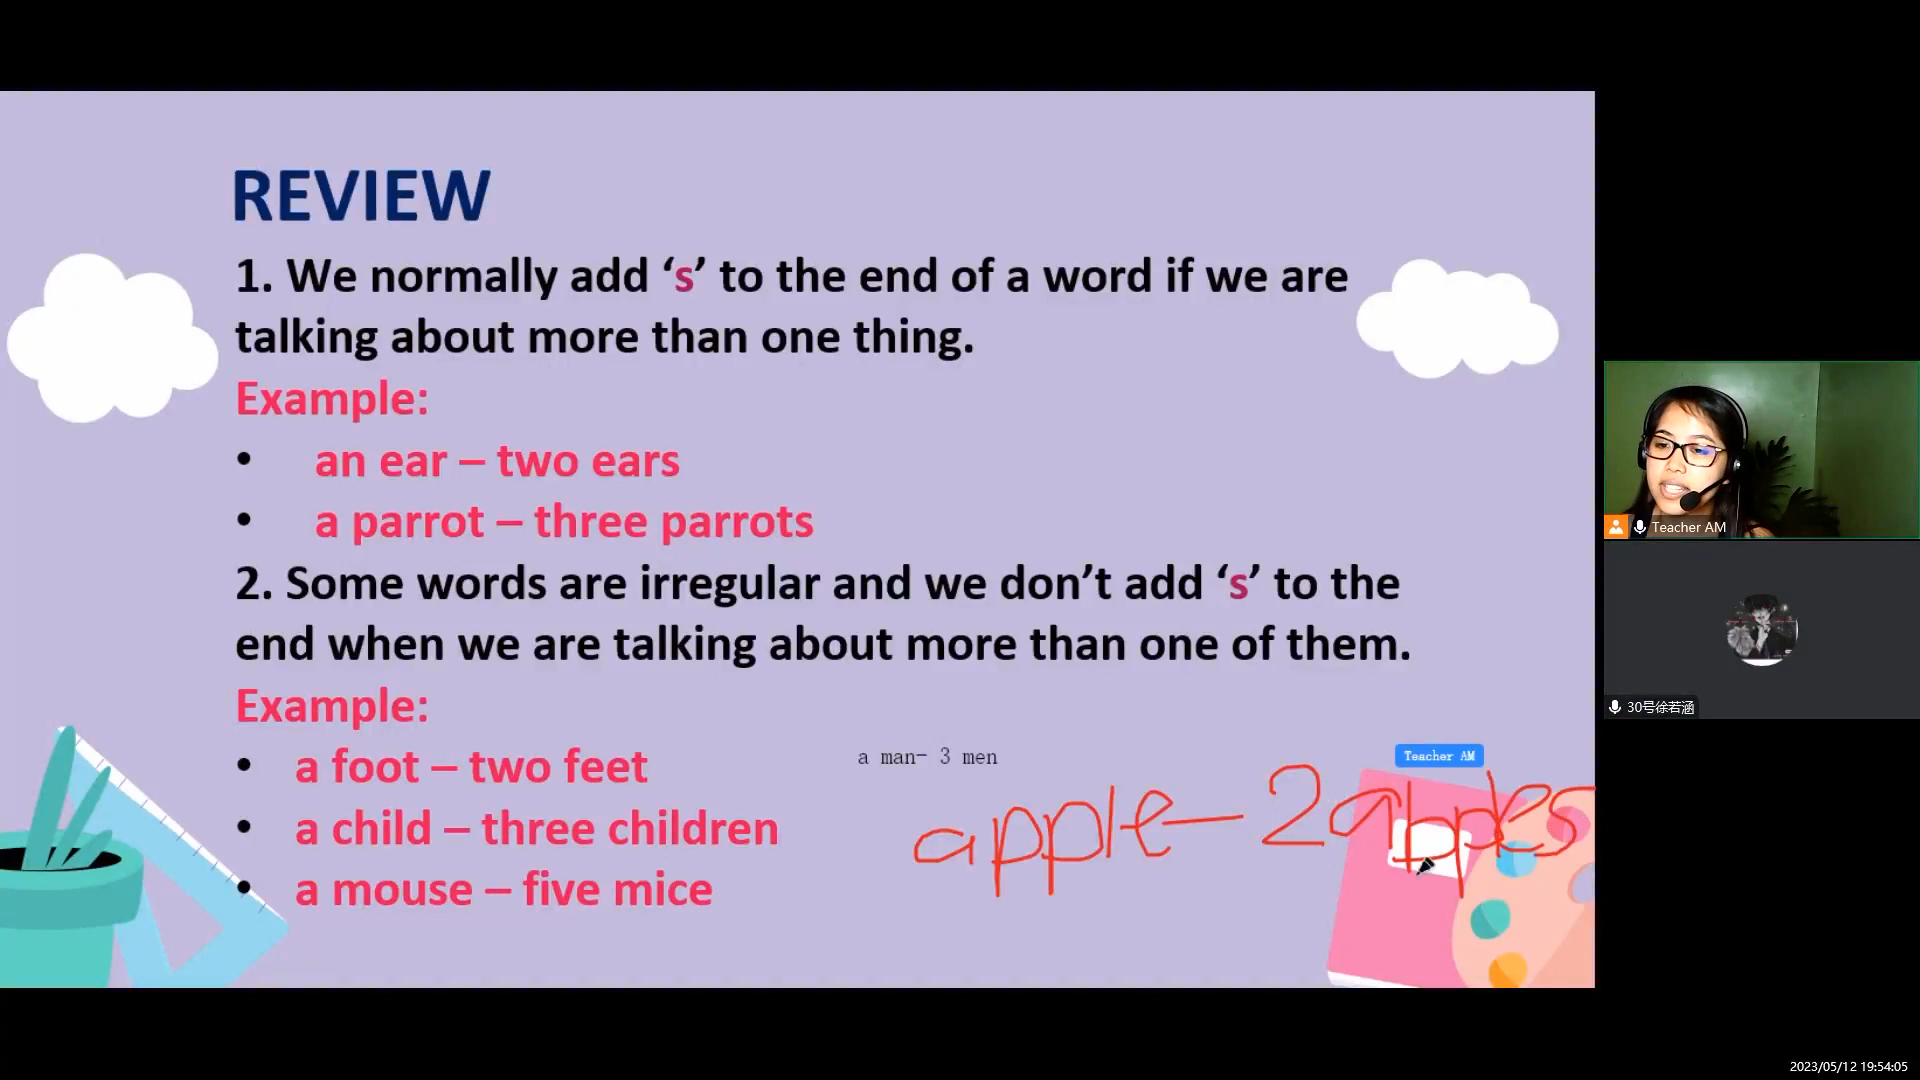 REVIEW
1. We normally add ‘s’ to the end of a word if we are
talking about more than one thing.
Example:
• an ear – two ears
• a parrot – three parrots
2. Some words are irregular and we don’t add ‘s’ to the
end when we are talking about more than one of them.
Example:
• a foot – two feet
• a child – three children
• a mouse – five mice
a man- 3 men
Teacher AM
apple – 2 apples
Teacher AM
30号徐若涵
2023/05/12 19:54:05